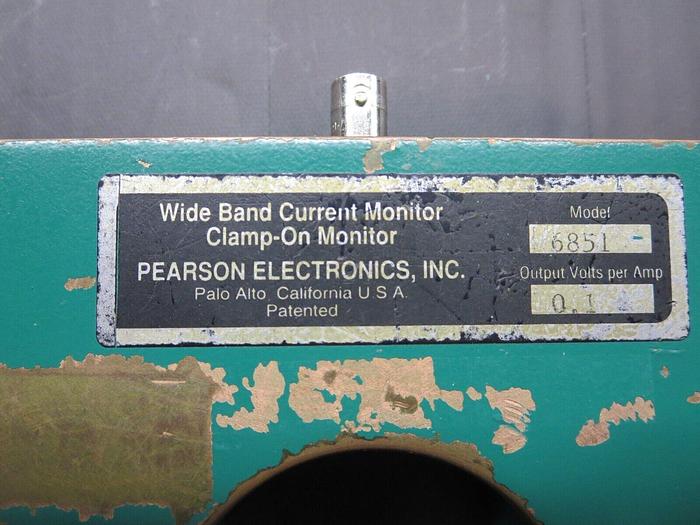 Wide Band Current Monitor
Clamp-On Monitor
PEARSON ELECTRONICS, INC.
Palo Alto, California U S A.
Patented
Model
6851
Output Volts per Amp
0.1